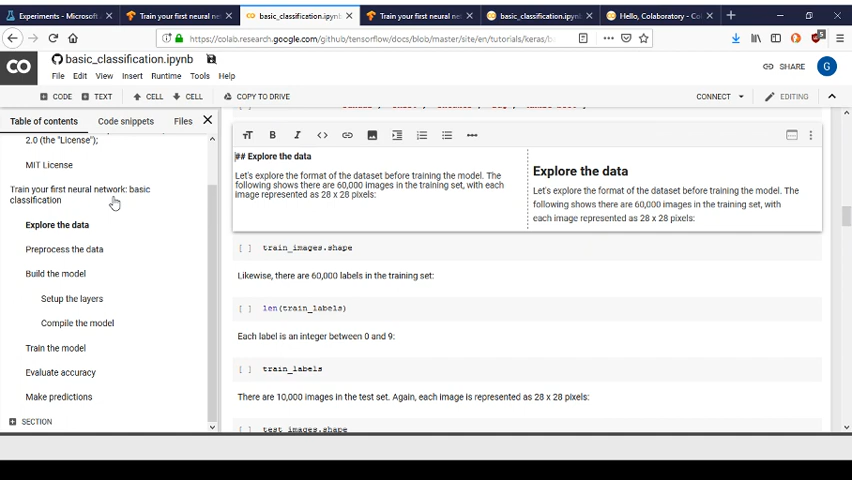 Experiments - Microsoft A
Train your first neural ne
basic_classification.ipynb
Train your first neural net
basic_classification.ipynb
Hello, Colaboratory - Cola
https://colab.research.google.com/github/tensorflow/docs/blob/master/site/en/tutorials/keras/b
5
CO
basic_classification.ipynb
File Edit View Insert Runtime Tools Help
SHARE
G
CODE TEXT CELL CELL COPY TO DRIVE
CONNECT EDITING
Table of contents Code snippets Files
2.0 (the "License");
MIT License
Train your first neural network: basic
classification
Explore the data
Preprocess the data
Build the model
Setup the layers
Compile the model
Train the model
Evaluate accuracy
Make predictions
SECTION
## Explore the data
Let's explore the format of the dataset before training the model. The
following shows there are 60,000 images in the training set, with each
image represented as 28 x 28 pixels:
Explore the data
Let's explore the format of the dataset before training the model. The
following shows there are 60,000 images in the training set, with
each image represented as 28 x 28 pixels:
[ ] train_images.shape
Likewise, there are 60,000 labels in the training set:
[ ] len(train_labels)
Each label is an integer between 0 and 9:
[ ] train_labels
There are 10,000 images in the test set. Again, each image is represented as 28 x 28 pixels:
[ ] test_images.shape